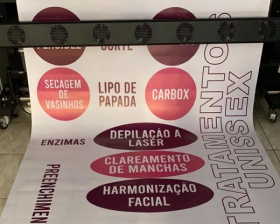 CORTE
SECAGEM
DE
VASINHOS
LIPO DE
PAPADA
CARBOX
ENZIMAS
DEPILAÇÃO A
LASER
CLAREAMENTO
DE MANCHAS
HARMONIZAÇÃO
FACIAL
TRATAMENTOS
UNISSEX